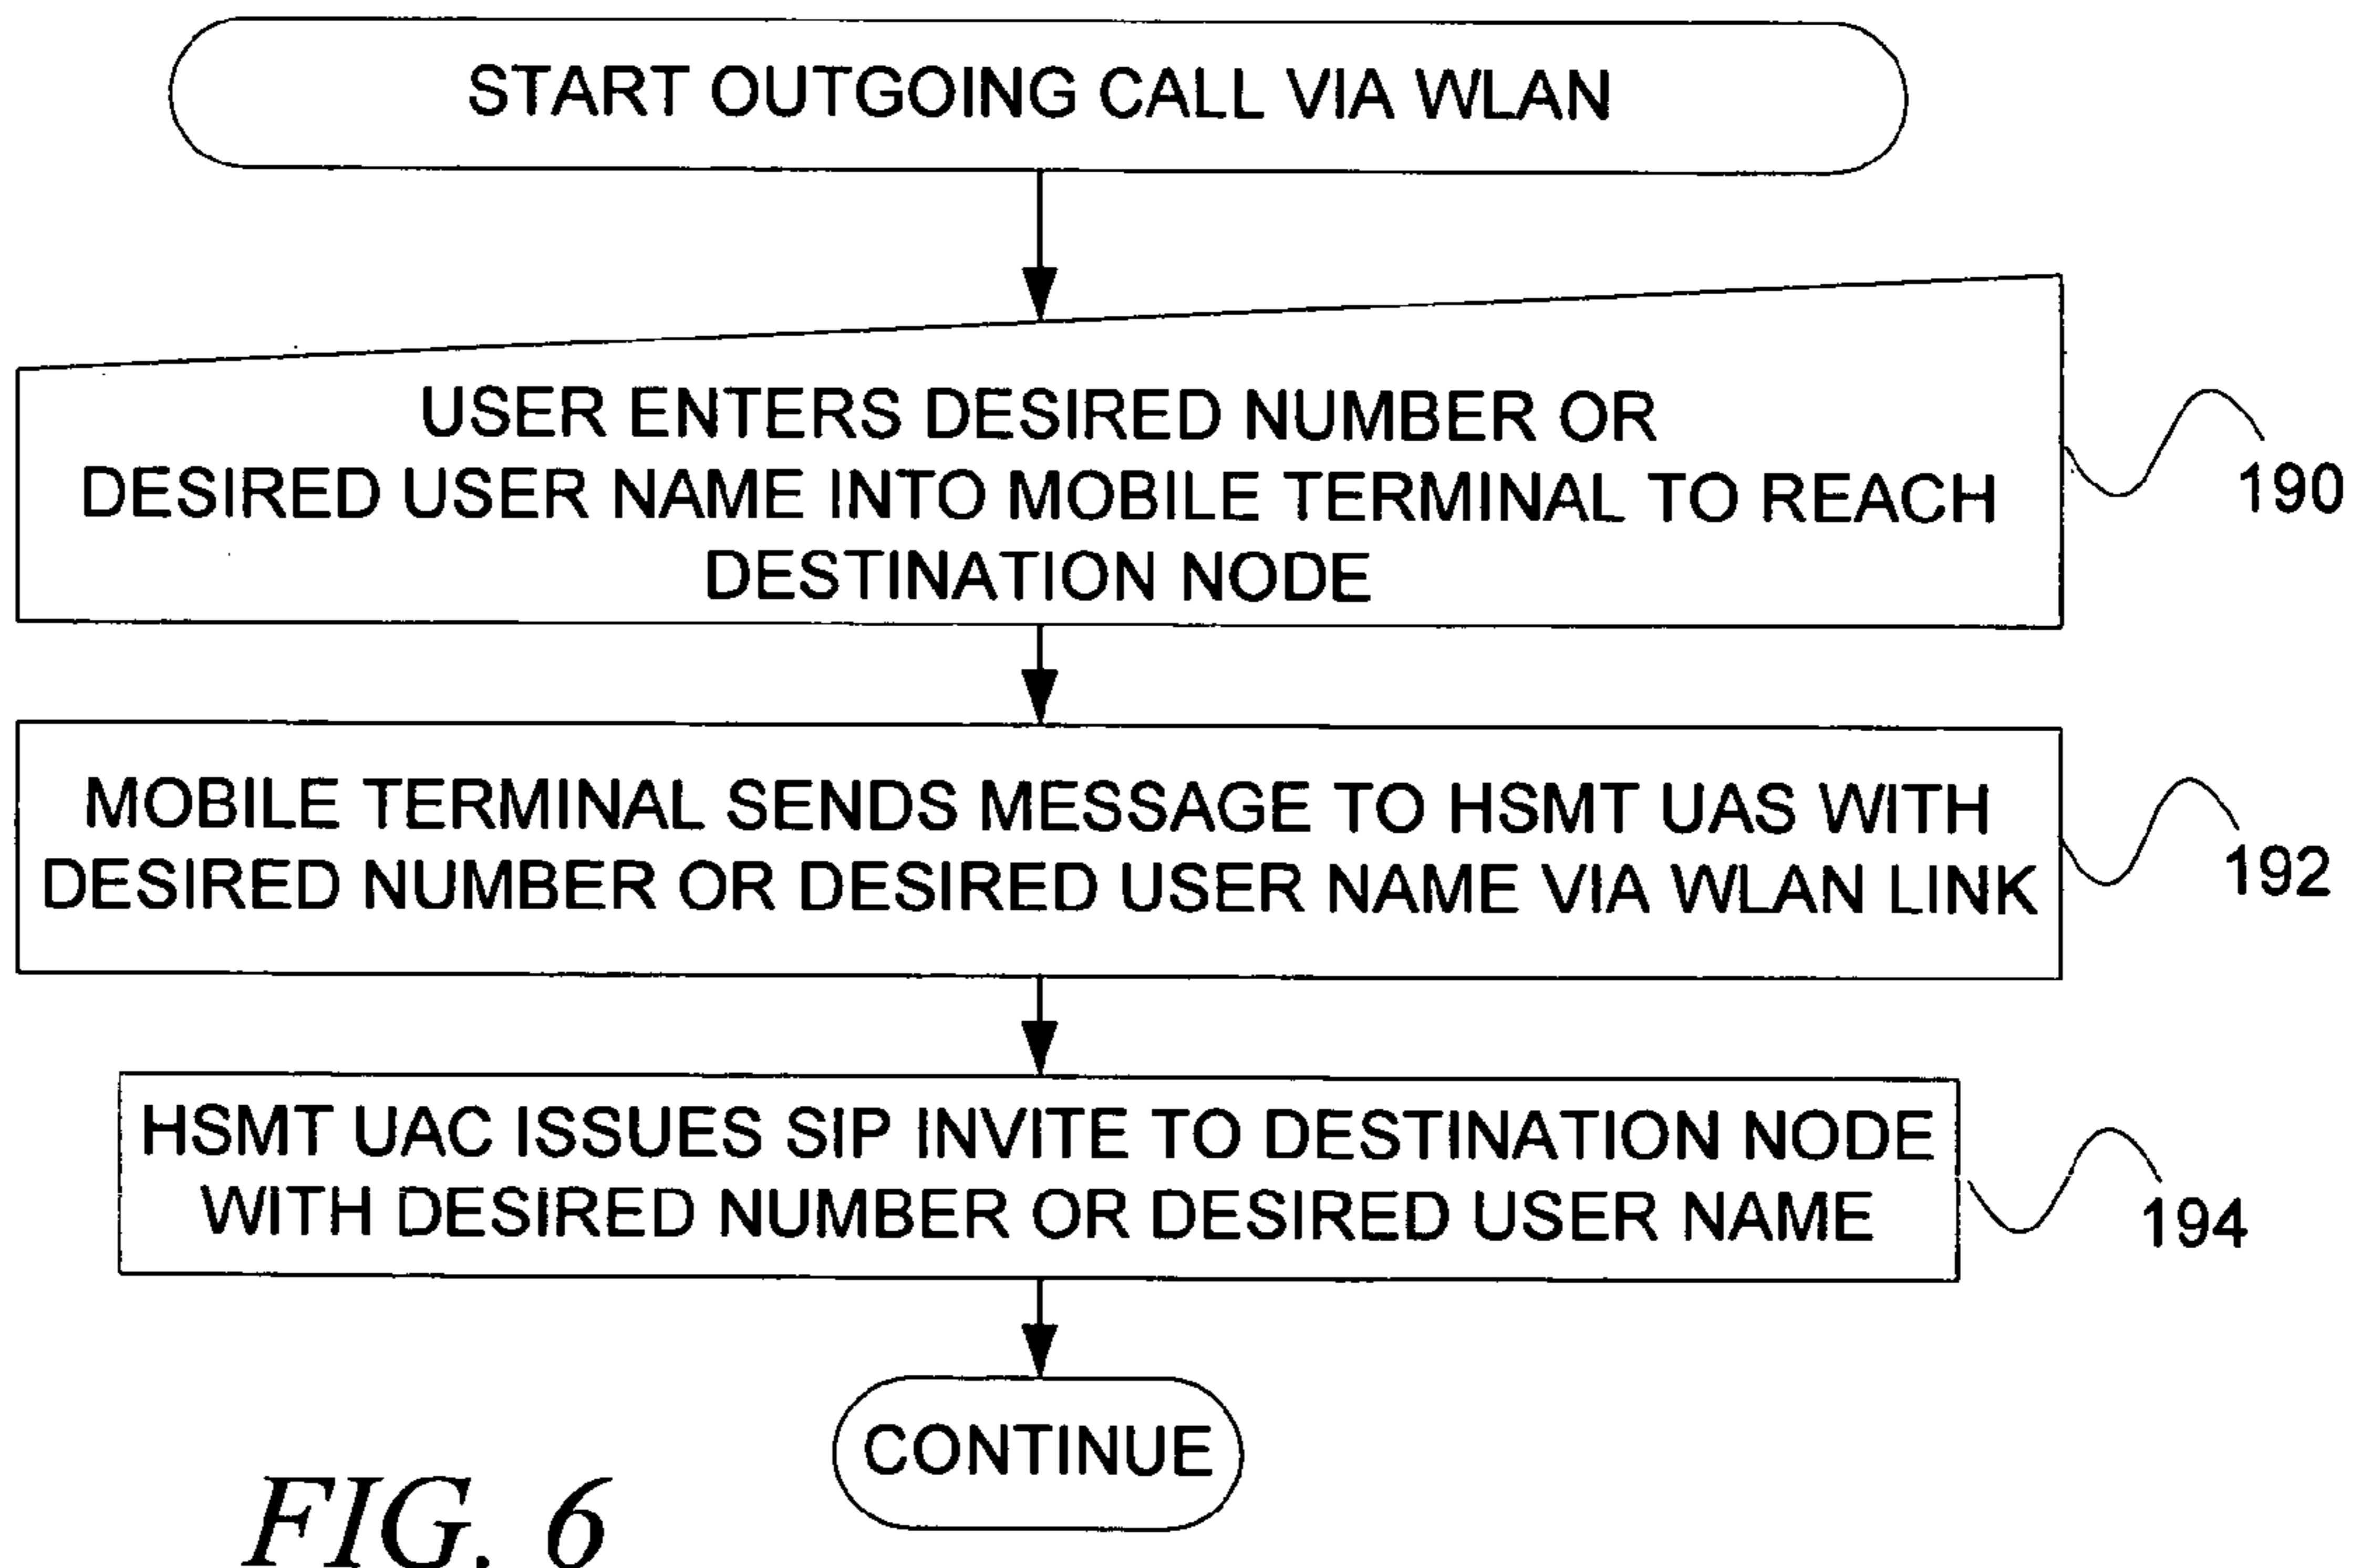 START OUTGOING CALL VIA WLAN
USER ENTERS DESIRED NUMBER OR
DESIRED USER NAME INTO MOBILE TERMINAL TO REACH
DESTINATION NODE
190
MOBILE TERMINAL SENDS MESSAGE TO HSMT UAS WITH
DESIRED NUMBER OR DESIRED USER NAME VIA WLAN LINK
192
HSMT UAC ISSUES SIP INVITE TO DESTINATION NODE
WITH DESIRED NUMBER OR DESIRED USER NAME
194
CONTINUE
FIG. 6